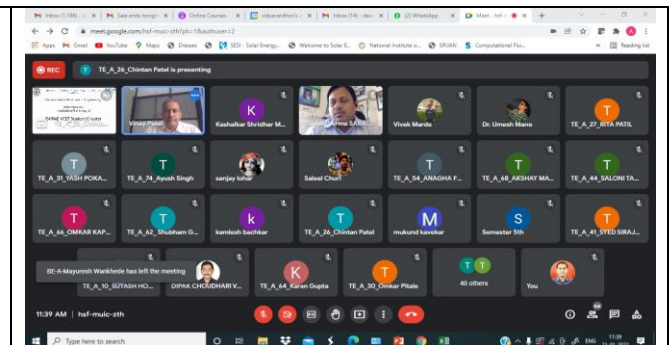 Inbox (1,186) -
Sale ends tonight
Online Courses
vidyavardhini's
Inbox (14) -
(2) WhatsApp
Meet - hsf-m
meet.google.com/hsf-muic-zth?pli=1&authuser=2
Apps Gmail YouTube Maps Dresses SESI - Solar Energy... Welcome to Solar E... National Institute o... SRIJAN Computational Flui... Reading list
REC
TE_A_26_Chintan Patel is presenting
Vinay Patel
Kashalkar Shridhar M...
Vivek Marda
Dr. Umesh Mane
TE_A_27_RIYA PATIL
TE_A_31_YASH POKA...
TE_A_74_Ayush Singh
sanjay lohar
Saleel Churi
TE_A_54_ANAGHA F...
TE_A_68_AKSHAY MA...
TE_A_44_SALONI TA...
TE_A_66_OMKAR KAP...
TE_A_62_Shubham G...
kamlesh bachkar
TE_A_26_Chintan Patel
mukund kavekar
Semester 5th
TE_A_41_SYED SIRAJ...
BE-A-Mayuresh Wankhede has left the meeting
TE_A_10_SUYASH HO...
DIPAK CHOUDHARI V...
TE_A_64_Karan Gupta
TE_A_30_Omkar Pitale
40 others
You
11:39 AM | hsf-muic-zth
Type here to search
ENG
11:39